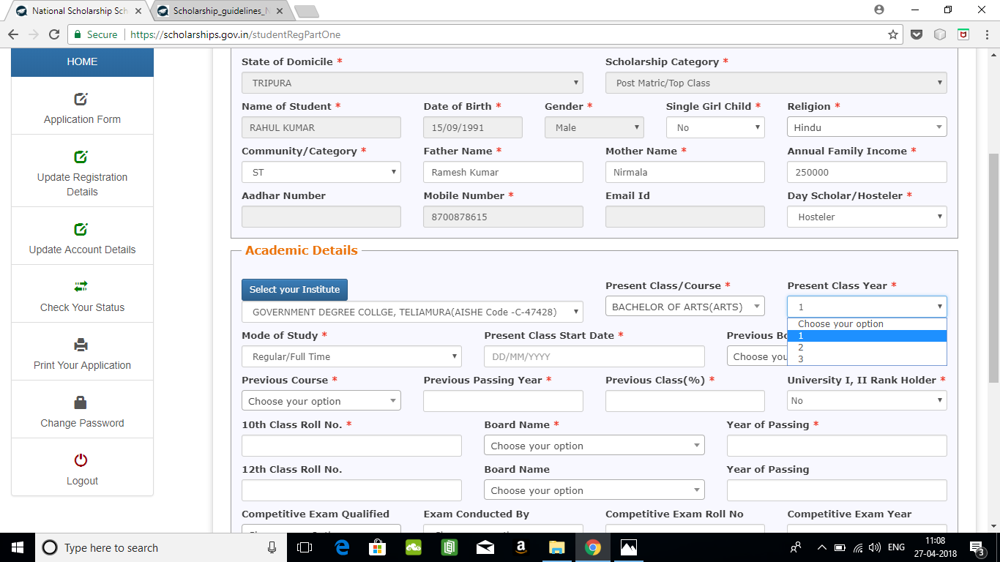 National Scholarship Sch
Scholarship_guidelines_
Secure https://scholarships.gov.in/studentRegPartOne
HOME
Application Form
Update Registration
Details
Update Account Details
Check Your Status
Print Your Application
Change Password
Logout
State of Domicile * Scholarship Category *
TRIPURA Post Matric/Top Class
Name of Student * Date of Birth * Gender * Single Girl Child * Religion *
RAHUL KUMAR 15/09/1991 Male No Hindu
Community/Category * Father Name * Mother Name * Annual Family Income *
ST Ramesh Kumar Nirmala 250000
Aadhar Number Mobile Number * Email Id Day Scholar/Hosteler *
8700878615 Hosteler
Academic Details
Select your Institute Present Class/Course * Present Class Year *
GOVERNMENT DEGREE COLLGE, TELIAMURA(AISHE Code -C-47428) BACHELOR OF ARTS(ARTS) 1
Choose your option
1
2
3
Mode of Study * Present Class Start Date * Previous Bo
Regular/Full Time DD/MM/YYYY Choose you
Previous Course * Previous Passing Year * Previous Class(%) * University I, II Rank Holder *
Choose your option No
10th Class Roll No. * Board Name * Year of Passing *
Choose your option
12th Class Roll No. Board Name Year of Passing
Choose your option
Competitive Exam Qualified Exam Conducted By Competitive Exam Roll No Competitive Exam Year
Type here to search
ENG
11:08
27-04-2018
3